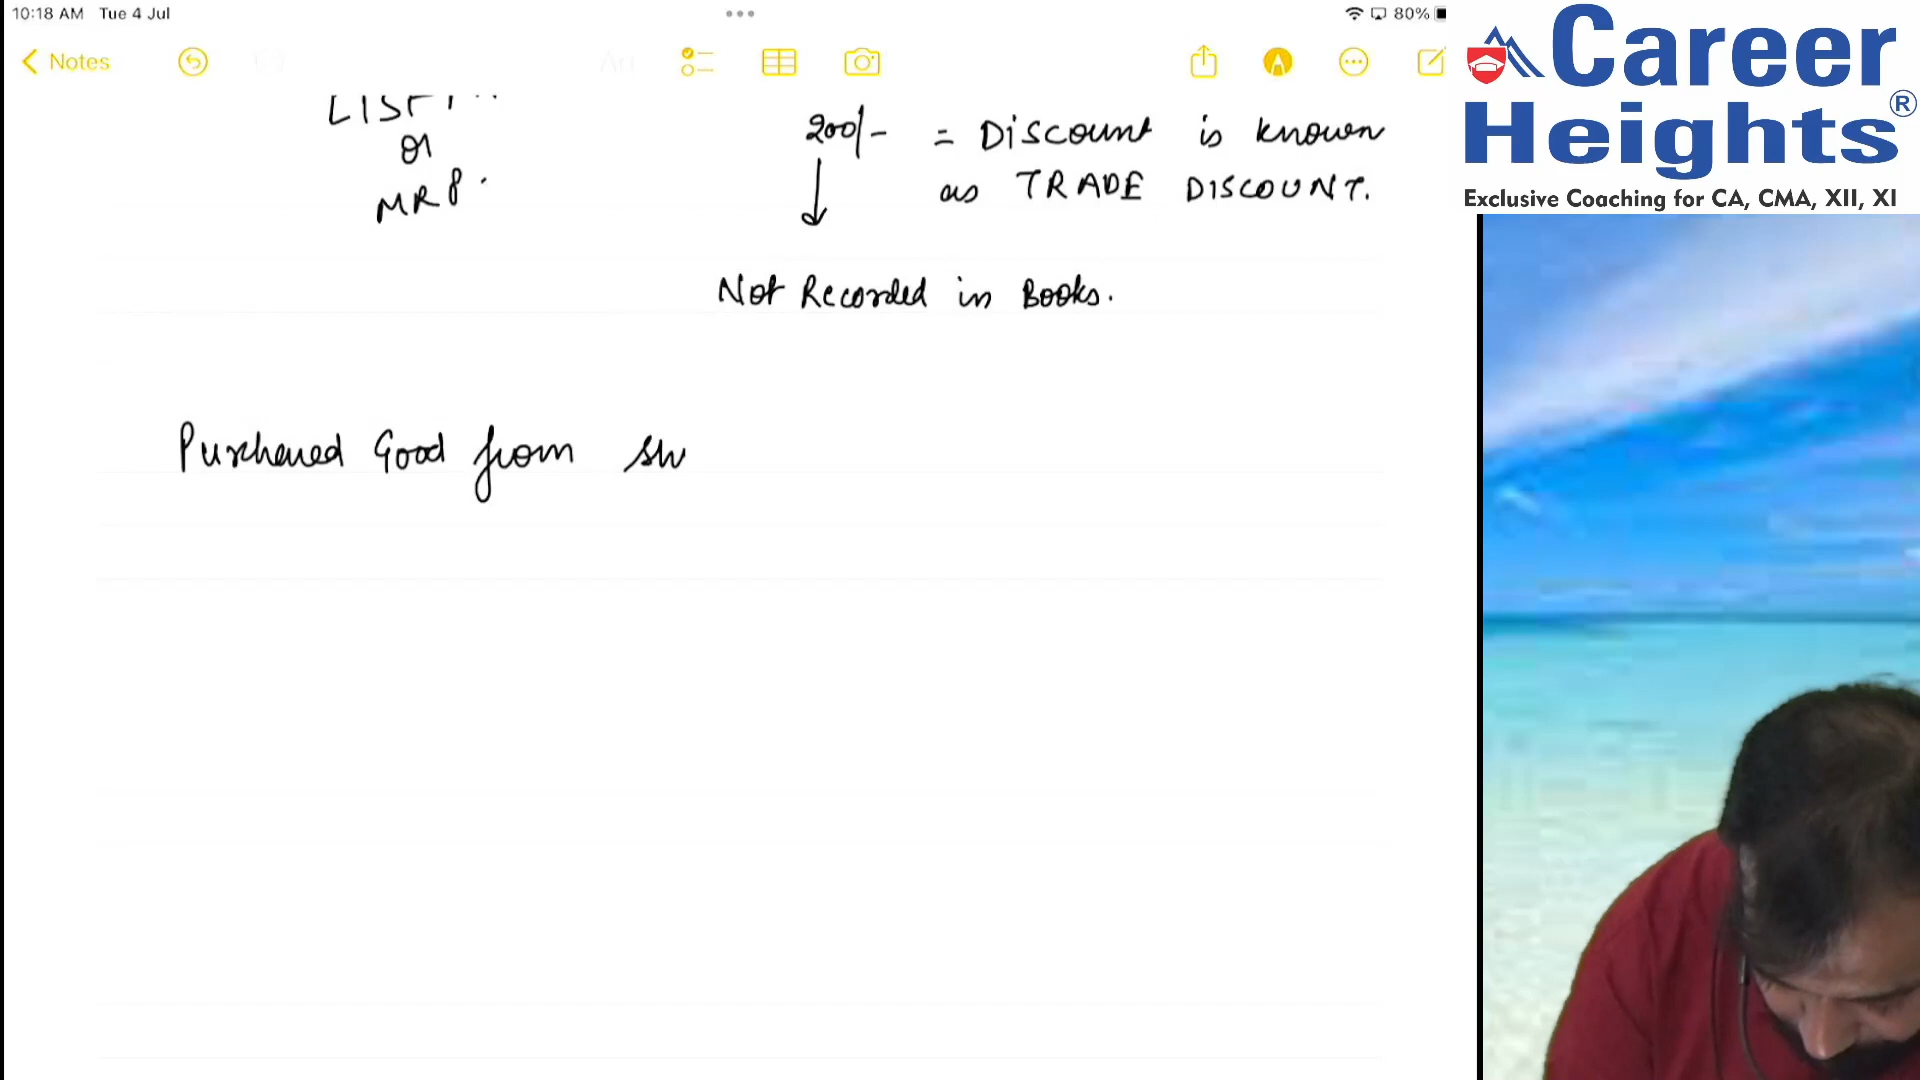 10:18 AM Tue 4 Jul
80%
Notes
Career
Heights®
Exclusive Coaching for CA, CMA, XII, XI
or
MRP.
200/- = Discount is known
as TRADE DISCOUNT.
Not Recorded in Books.
Purchased Good from